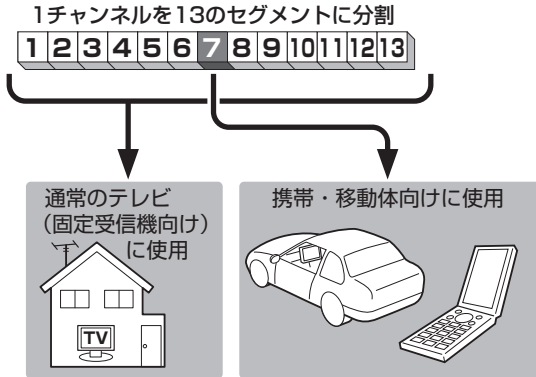 1チャンネルを13のセグメントに分割
1 2 3 4 5 6 7 8 9 10 11 12 13
通常のテレビ
（固定受信機向け）
に使用
TV
携帯・移動体向けに使用